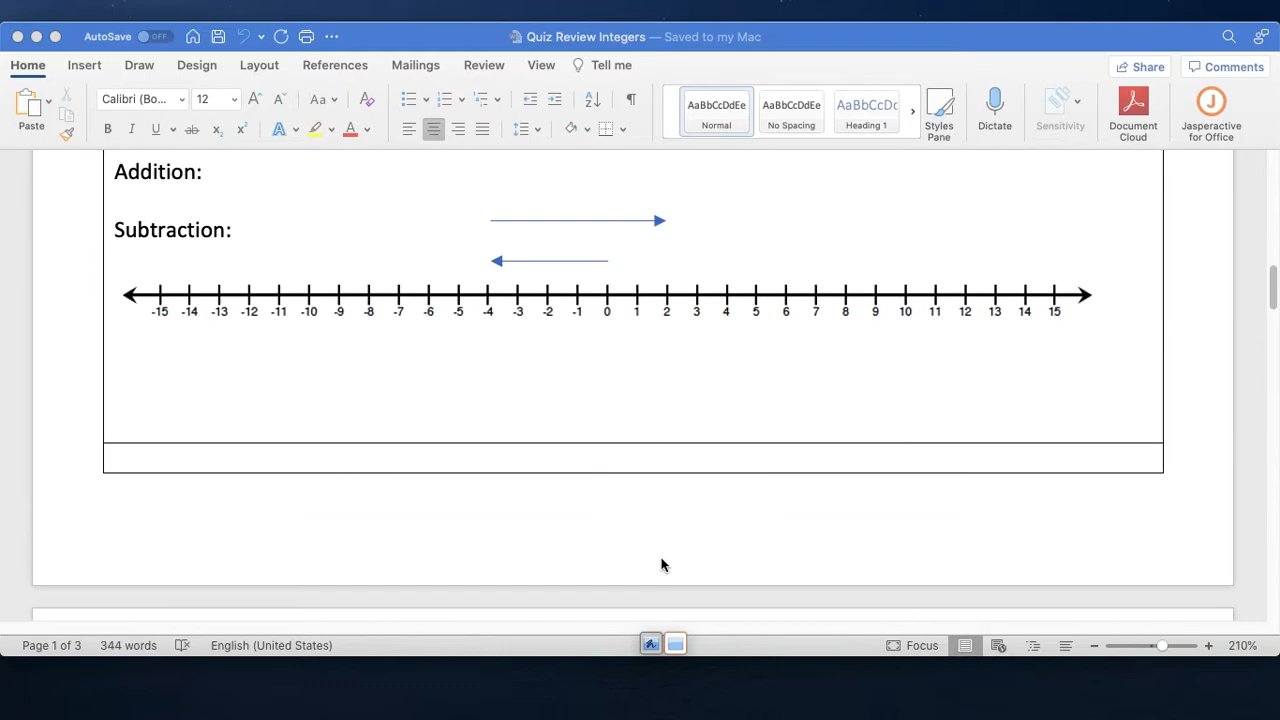 AutoSave OFF
Quiz Review Integers — Saved to my Mac
Home Insert Draw Design Layout References Mailings Review View Tell me
Share Comments
Paste
Calibri (Bo... 12
Aa
B I U ab x₂ x²
A A
AaBbCcDdEe
Normal
AaBbCcDdEe
No Spacing
AaBbCcDc
Heading 1
Styles
Pane
Dictate
Sensitivity
Document
Cloud
Jasperactive
for Office
Addition:
Subtraction:
-15 -14 -13 -12 -11 -10 -9 -8 -7 -6 -5 -4 -3 -2 -1 0 1 2 3 4 5 6 7 8 9 10 11 12 13 14 15
Page 1 of 3 344 words English (United States) Focus 210%